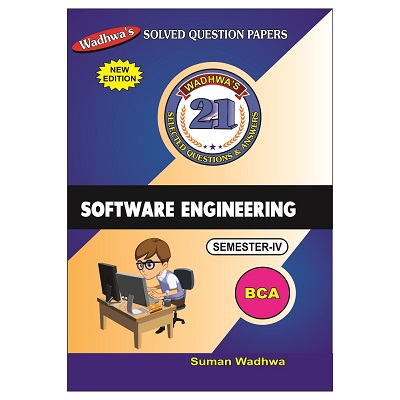 Wadhwa's SOLVED QUESTION PAPERS
NEW
EDITION
WADHWA'S
21
SELECTED QUESTIONS & ANSWERS
SOFTWARE ENGINEERING
SEMESTER-IV
BCA
Suman Wadhwa